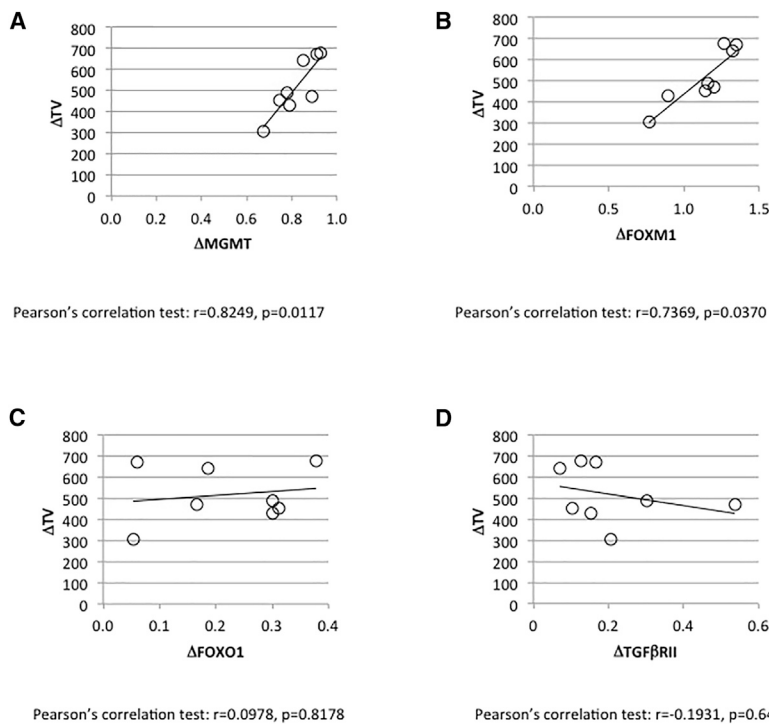 A
800
700
600
500
400
300
200
100
0
ΔTV
0.0 0.2 0.4 0.6 0.8 1.0
ΔMGMT
Pearson’s correlation test: r=0.8249, p=0.0117
B
800
700
600
500
400
300
200
100
0
ΔTV
0.0 0.5 1.0 1.5
ΔFOXM1
Pearson’s correlation test: r=0.7369, p=0.0370
C
800
700
600
500
400
300
200
100
0
ΔTV
0.0 0.1 0.2 0.3 0.4
ΔFOXO1
Pearson’s correlation test: r=0.0978, p=0.8178
D
800
700
600
500
400
300
200
100
0
ΔTV
0 0.2 0.4 0.6
ΔTGFβRII
Pearson’s correlation test: r=-0.1931,